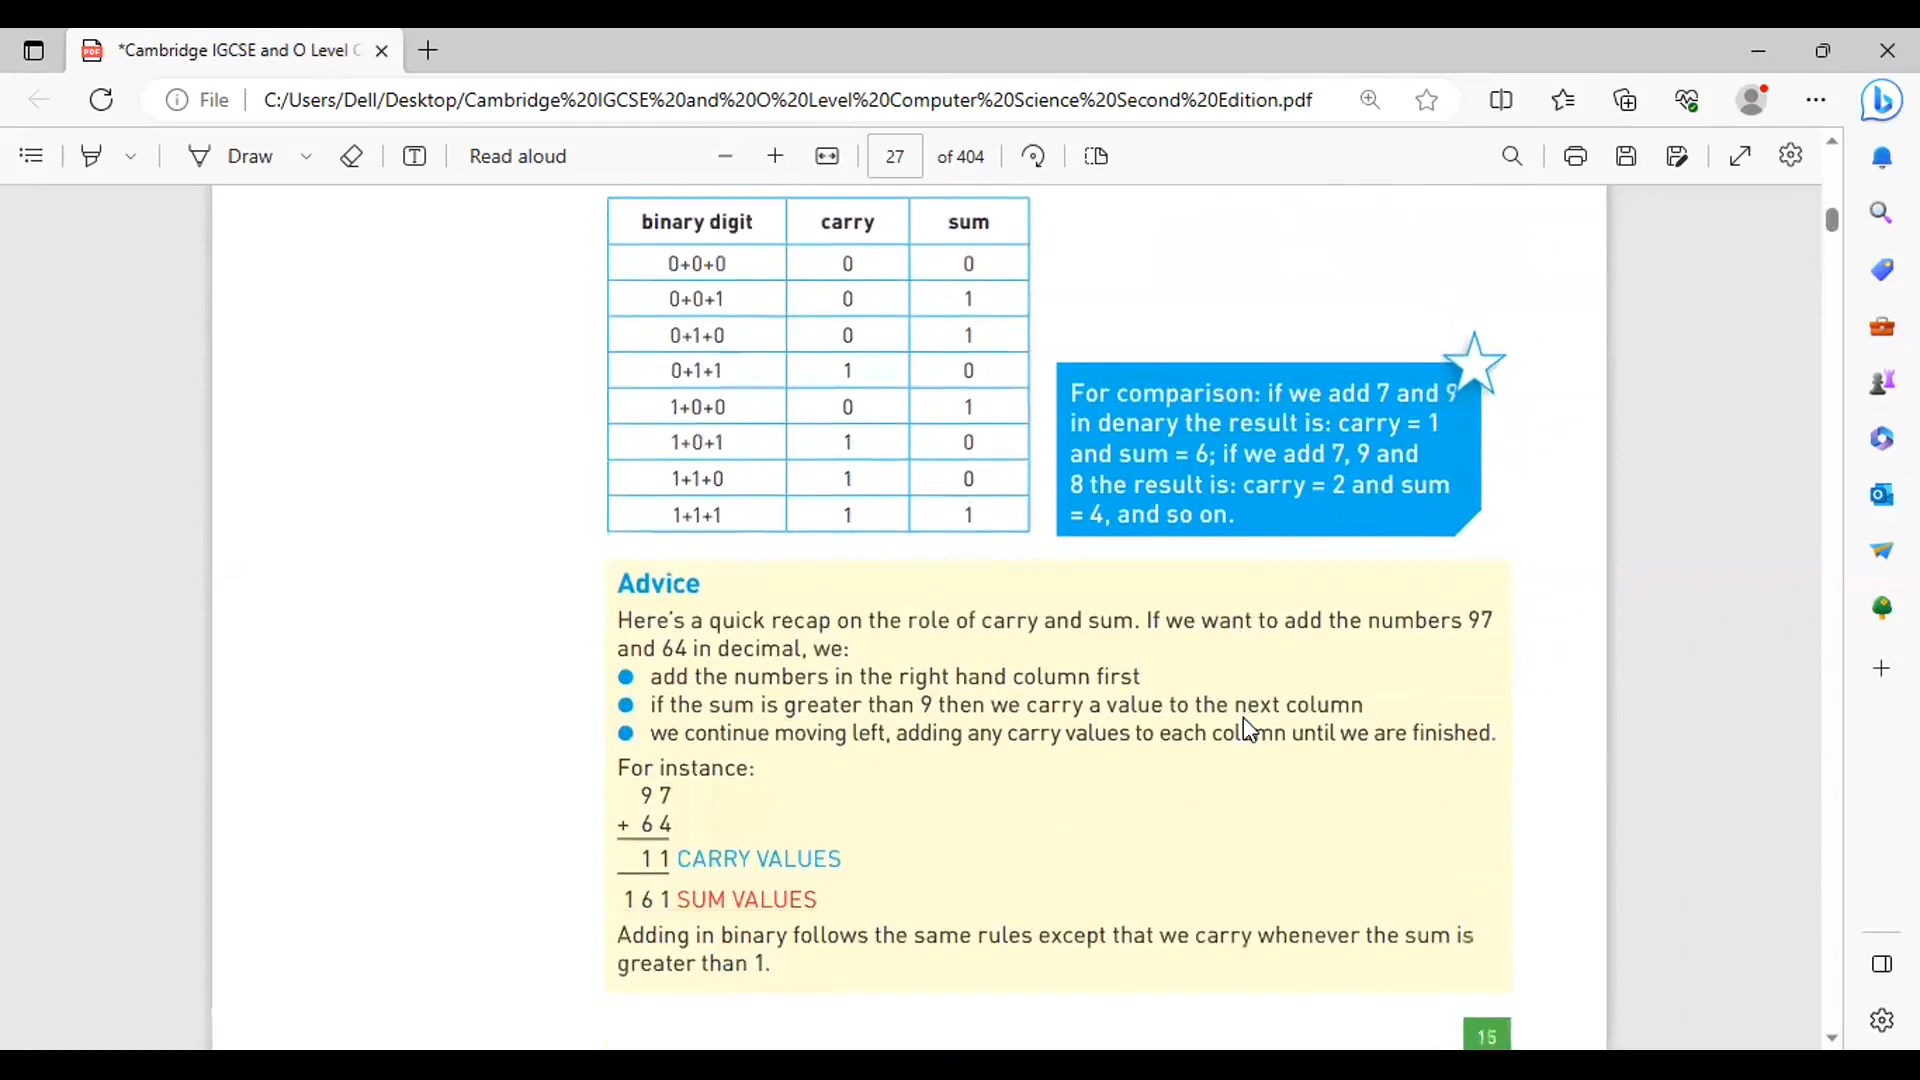 *Cambridge IGCSE and O Level C
File
C:/Users/Dell/Desktop/Cambridge%20IGCSE%20and%20O%20Level%20Computer%20Science%20Second%20Edition.pdf
Draw
Read aloud
27
of 404
binary digit carry sum
0+0+0 0 0
0+0+1 0 1
0+1+0 0 1
0+1+1 1 0
1+0+0 0 1
1+0+1 1 0
1+1+0 1 0
1+1+1 1 1
For comparison: if we add 7 and 9
in denary the result is: carry = 1
and sum = 6; if we add 7, 9 and
8 the result is: carry = 2 and sum
= 4, and so on.
Advice
Here's a quick recap on the role of carry and sum. If we want to add the numbers 97
and 64 in decimal, we:
● add the numbers in the right hand column first
● if the sum is greater than 9 then we carry a value to the next column
● we continue moving left, adding any carry values to each column until we are finished.
For instance:
9 7
+ 6 4
1 1 CARRY VALUES
1 6 1 SUM VALUES
Adding in binary follows the same rules except that we carry whenever the sum is
greater than 1.
15